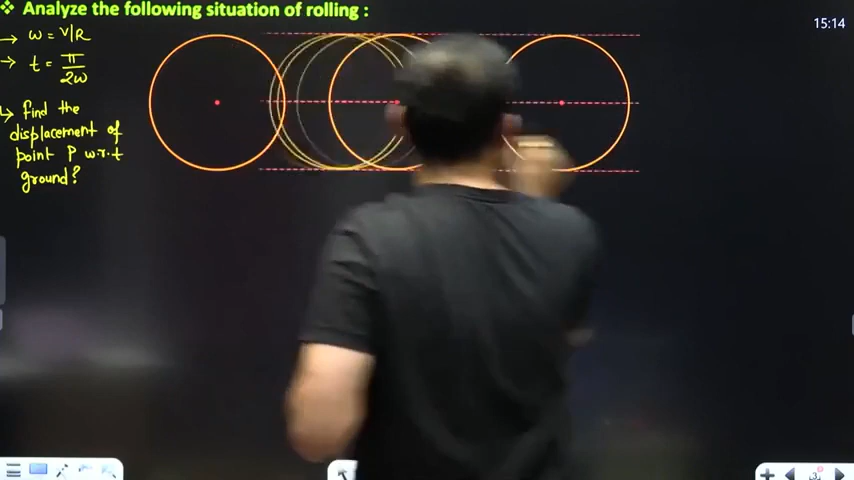 ❖ Analyze the following situation of rolling :
→ ω = V/R
→ t = π/2ω
↳ find the
displacement of
point P w.r.t
ground?
15:14